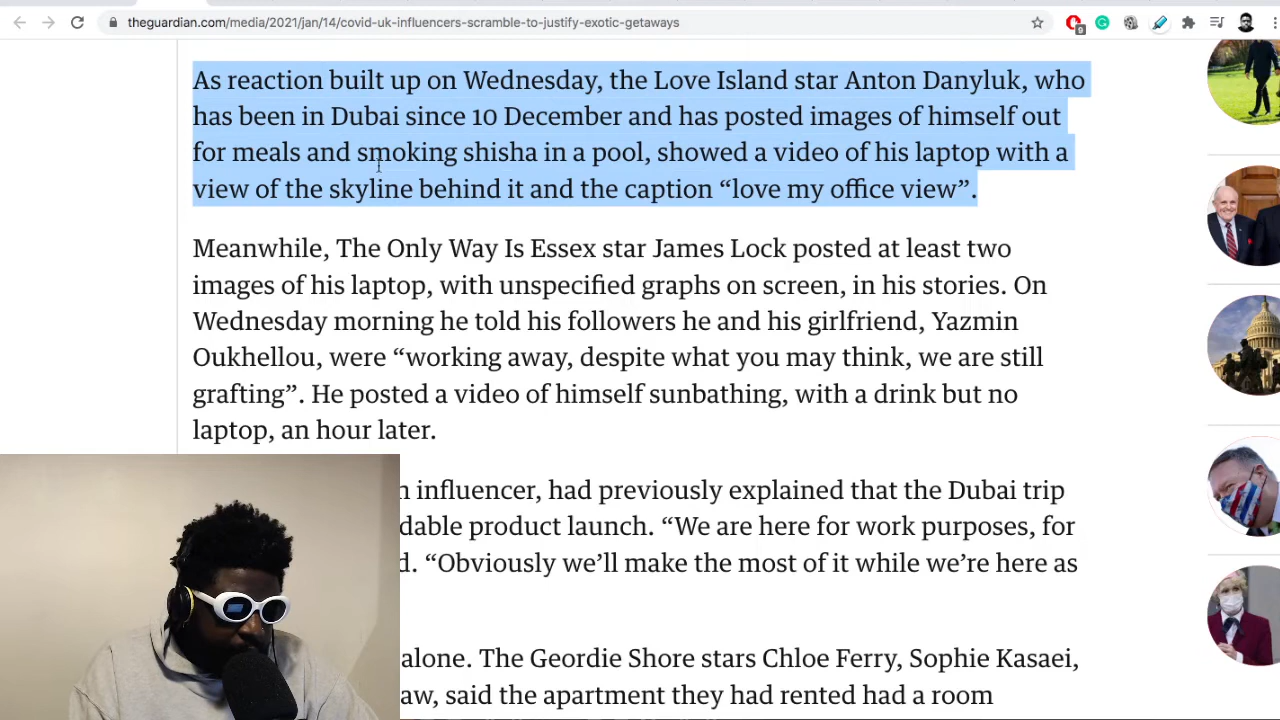 theguardian.com/media/2021/jan/14/covid-uk-influencers-scramble-to-justify-exotic-getaways
9
As reaction built up on Wednesday, the Love Island star Anton Danyluk, who
has been in Dubai since 10 December and has posted images of himself out
for meals and smoking shisha in a pool, showed a video of his laptop with a
view of the skyline behind it and the caption “love my office view”.
Meanwhile, The Only Way Is Essex star James Lock posted at least two
images of his laptop, with unspecified graphs on screen, in his stories. On
Wednesday morning he told his followers he and his girlfriend, Yazmin
Oukhellou, were “working away, despite what you may think, we are still
grafting”. He posted a video of himself sunbathing, with a drink but no
laptop, an hour later.
influencer, had previously explained that the Dubai trip
product launch. “We are here for work purposes, for
“Obviously we’ll make the most of it while we’re here as
alone. The Geordie Shore stars Chloe Ferry, Sophie Kasaei,
said the apartment they had rented had a room